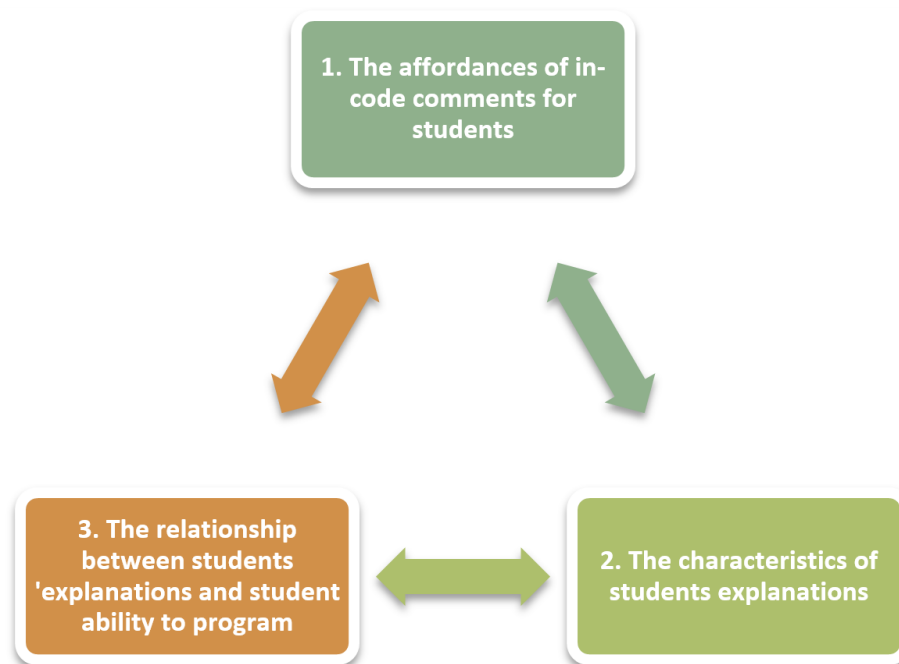 1. The affordances of in-
code comments for
students
3. The relationship
between students
'explanations and student
ability to program
2. The characteristics of
students explanations